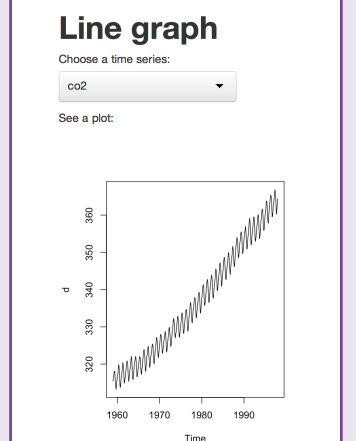 Line graph
Choose a time series:
co2
See a plot:
360
350
340
330
320
d
1960 1970 1980 1990
Time